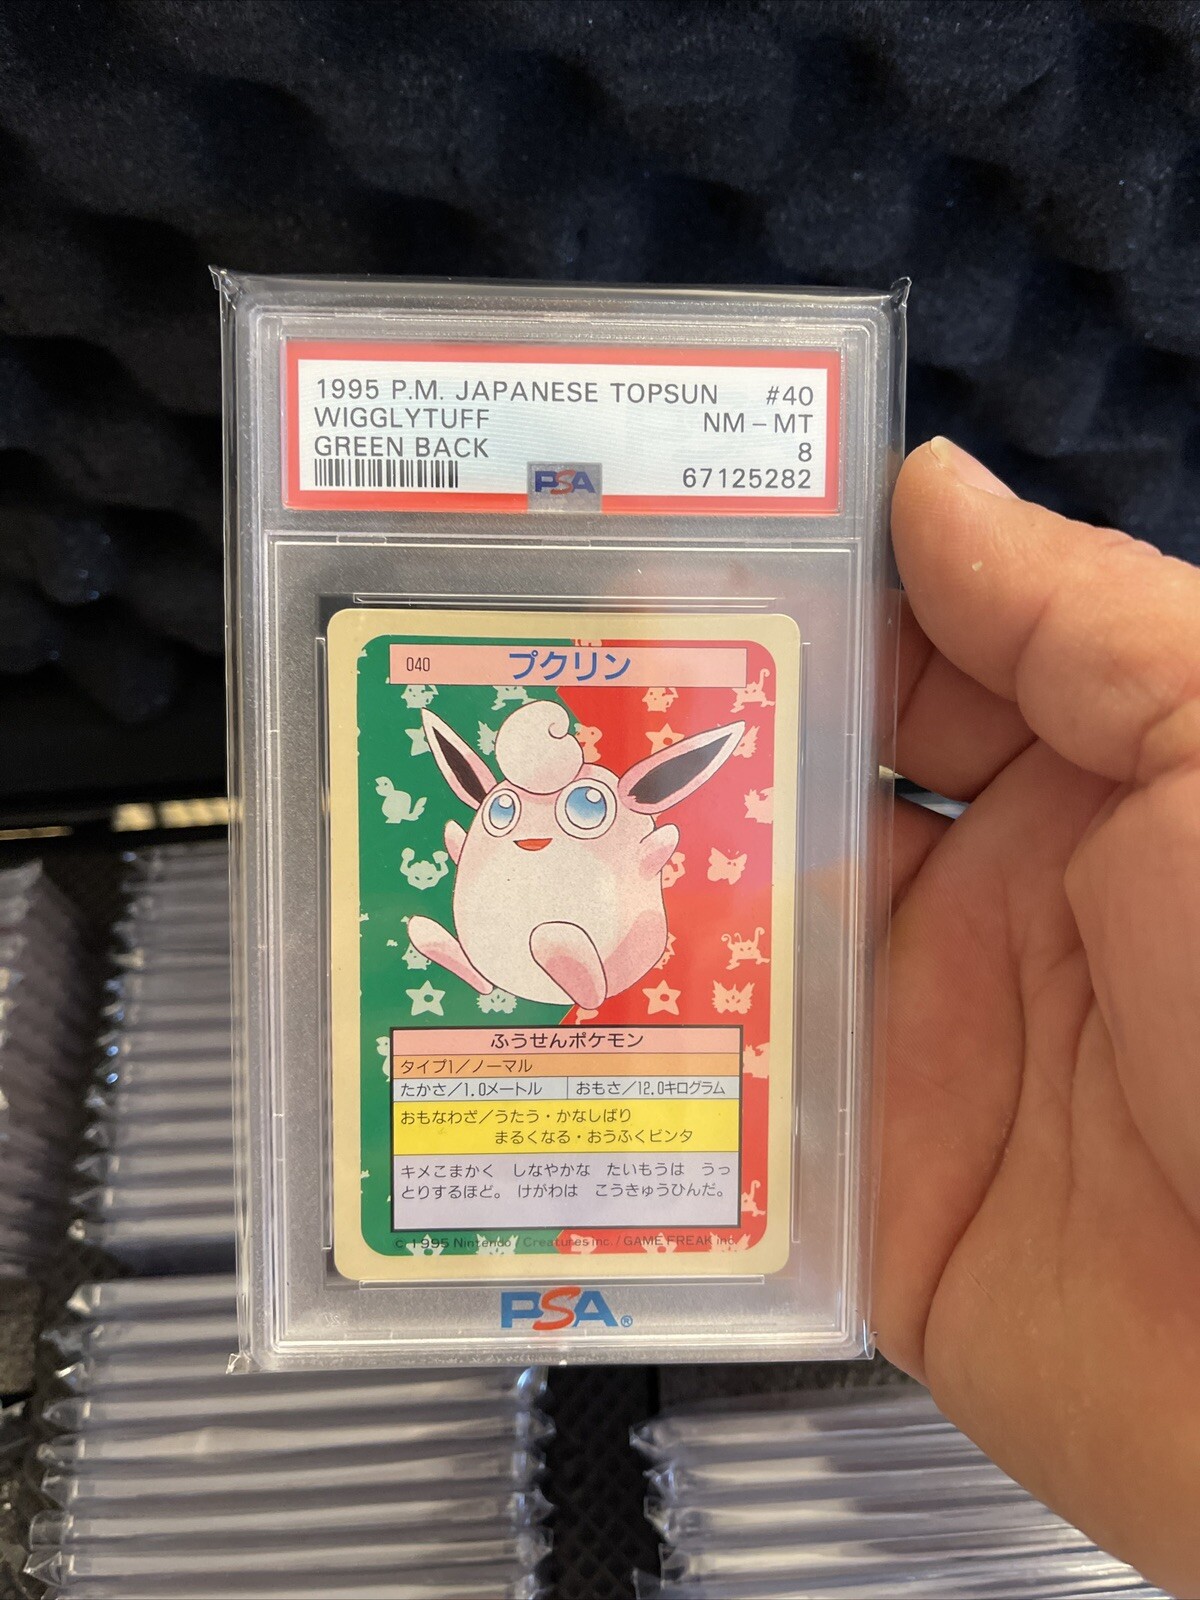 1995 P.M. JAPANESE TOPSUN #40
WIGGLYTUFF NM - MT
GREEN BACK 8
PSA 67125282
040 プクリン
ふうせんポケモン
タイプ1/ノーマル
たかさ/1.0メートル おもさ/12.0キログラム
おもなわざ/うたう・かなしばり
まるくなる・おうふくビンタ
キメこまかく しなやかな たいもうは うっ
とりするほど。 けがわは こうきゅうひんだ。
© 1995 Nintendo / Creatures inc. / GAME FREAK inc.
PSA®